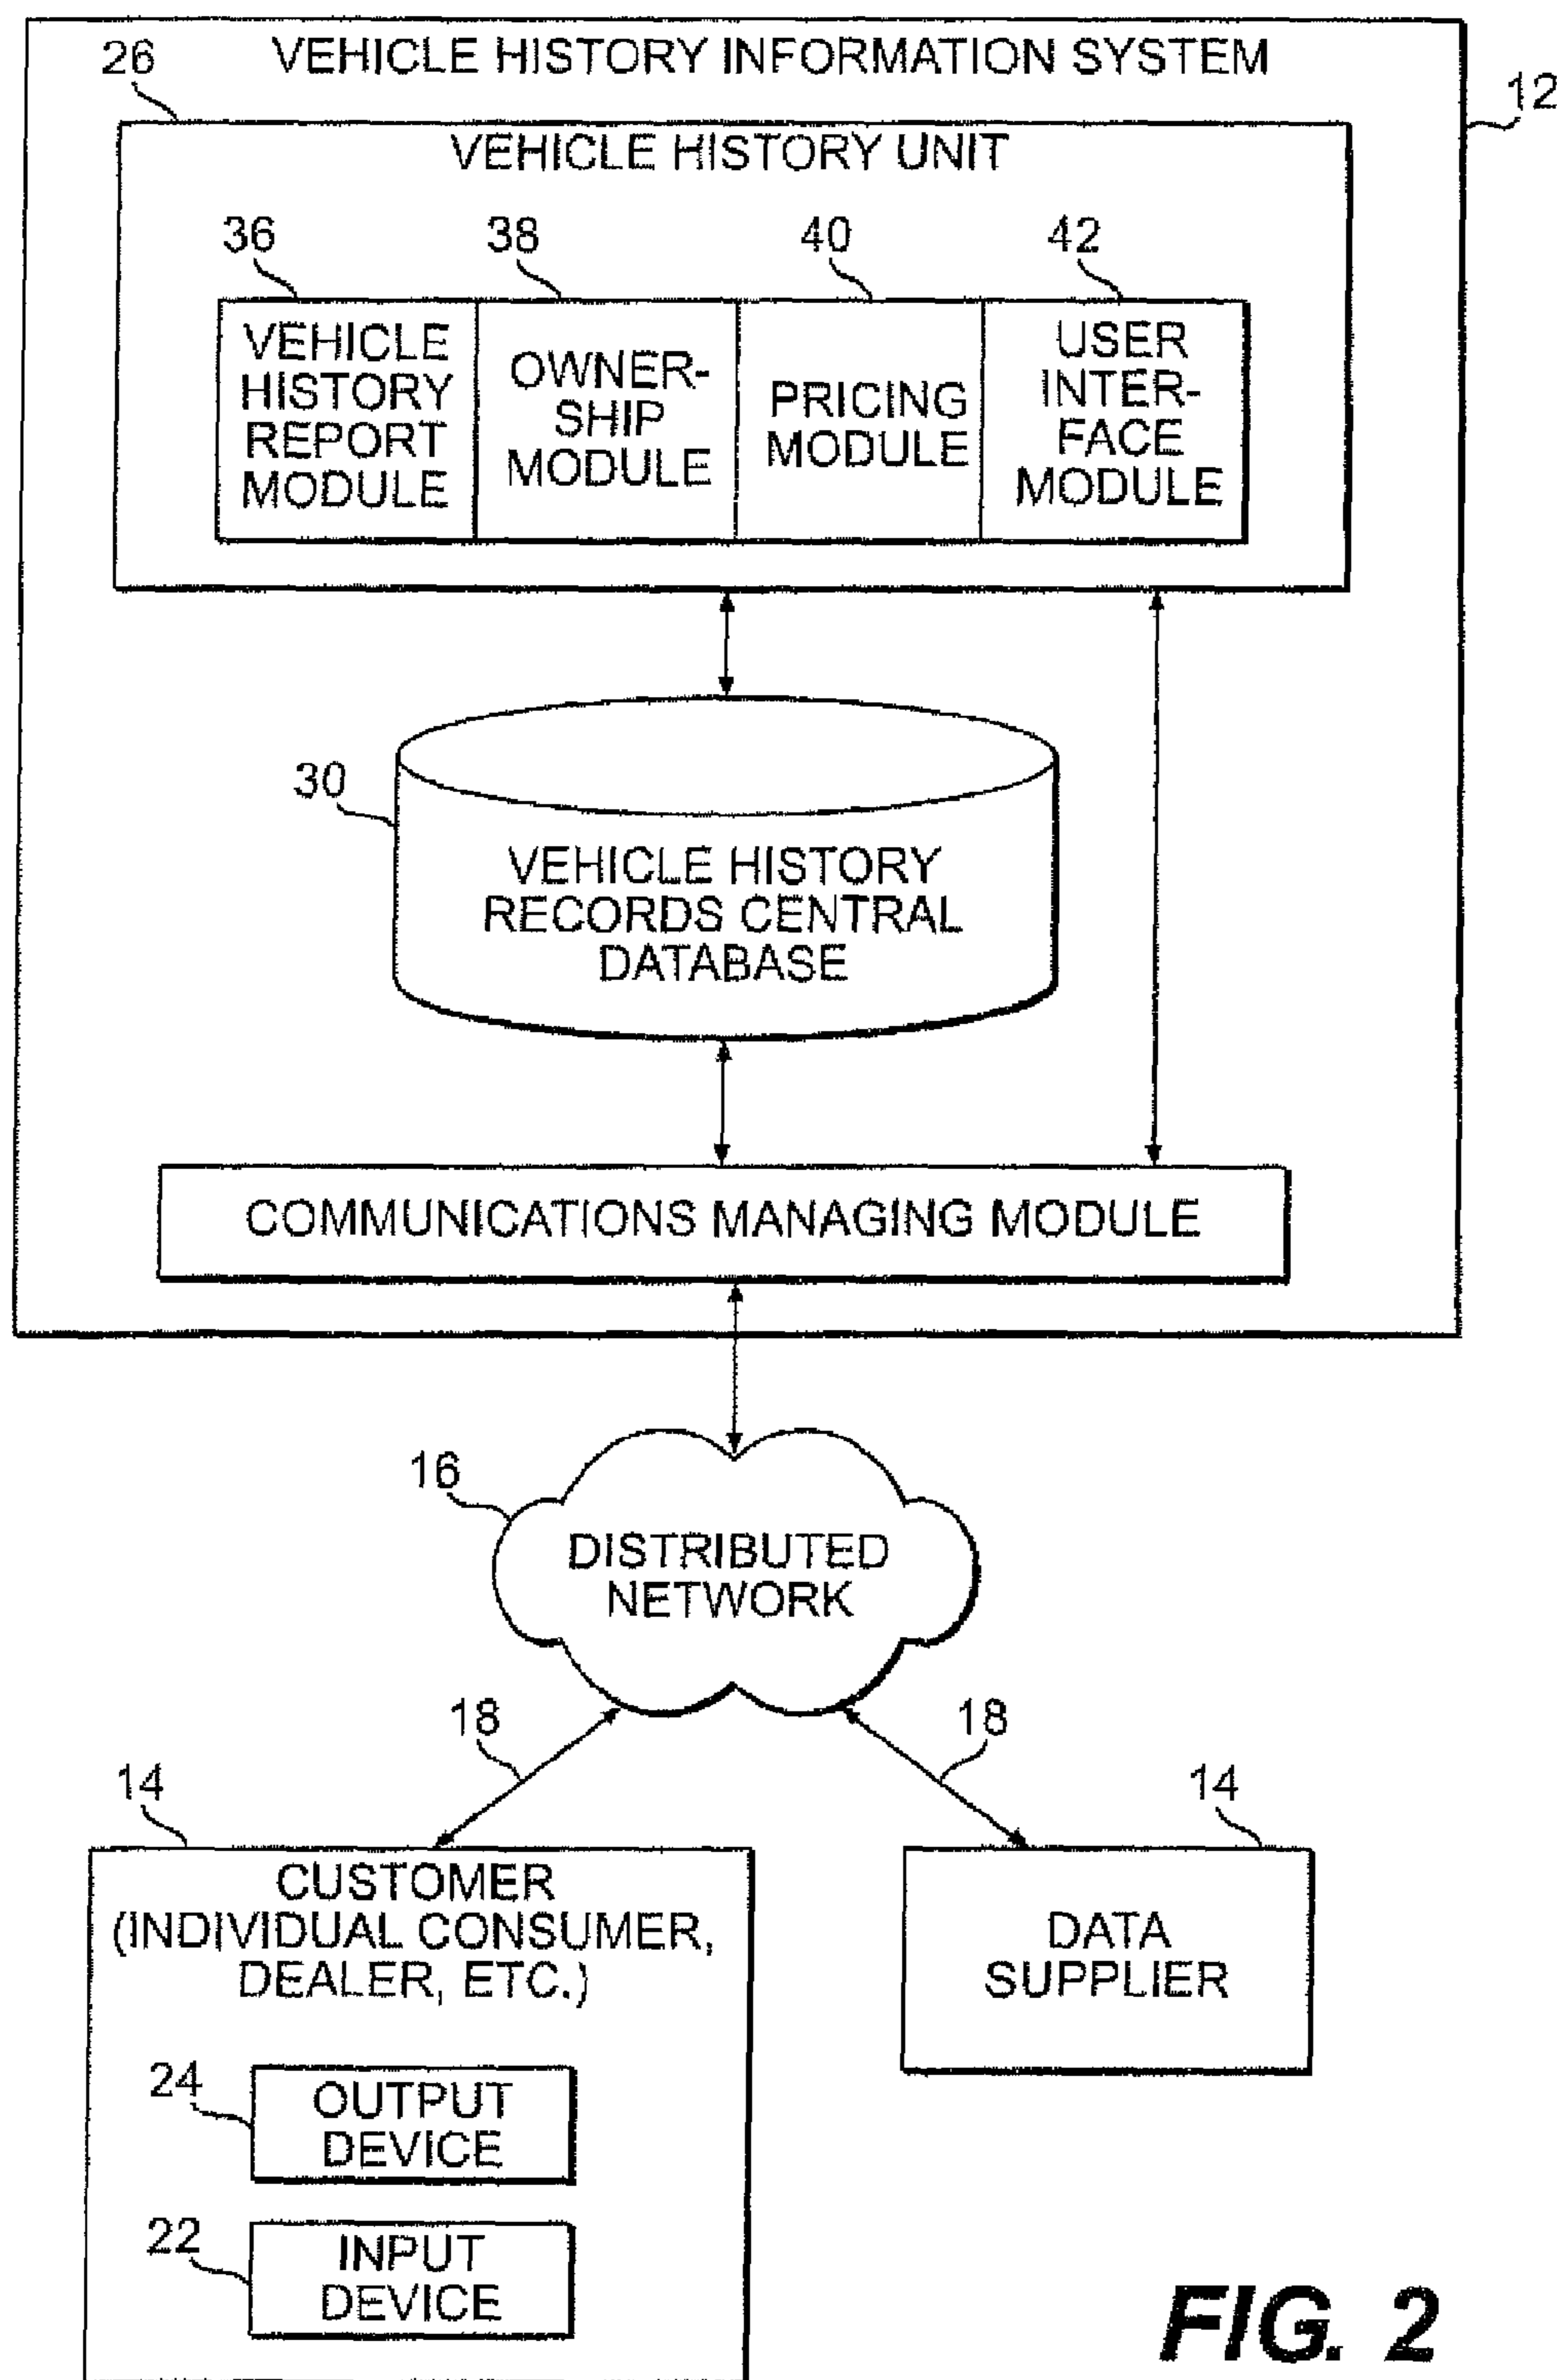 VEHICLE HISTORY INFORMATION SYSTEM
26
12
VEHICLE HISTORY UNIT
36
38
40
42
VEHICLE
HISTORY
REPORT
MODULE
OWNER-
SHIP
MODULE
PRICING
MODULE
USER
INTER-
FACE
MODULE
30
VEHICLE HISTORY
RECORDS CENTRAL
DATABASE
COMMUNICATIONS MANAGING MODULE
16
DISTRIBUTED
NETWORK
18
18
14
14
CUSTOMER
(INDIVIDUAL CONSUMER,
DEALER, ETC.)
DATA
SUPPLIER
24
OUTPUT
DEVICE
22
INPUT
DEVICE
FIG. 2